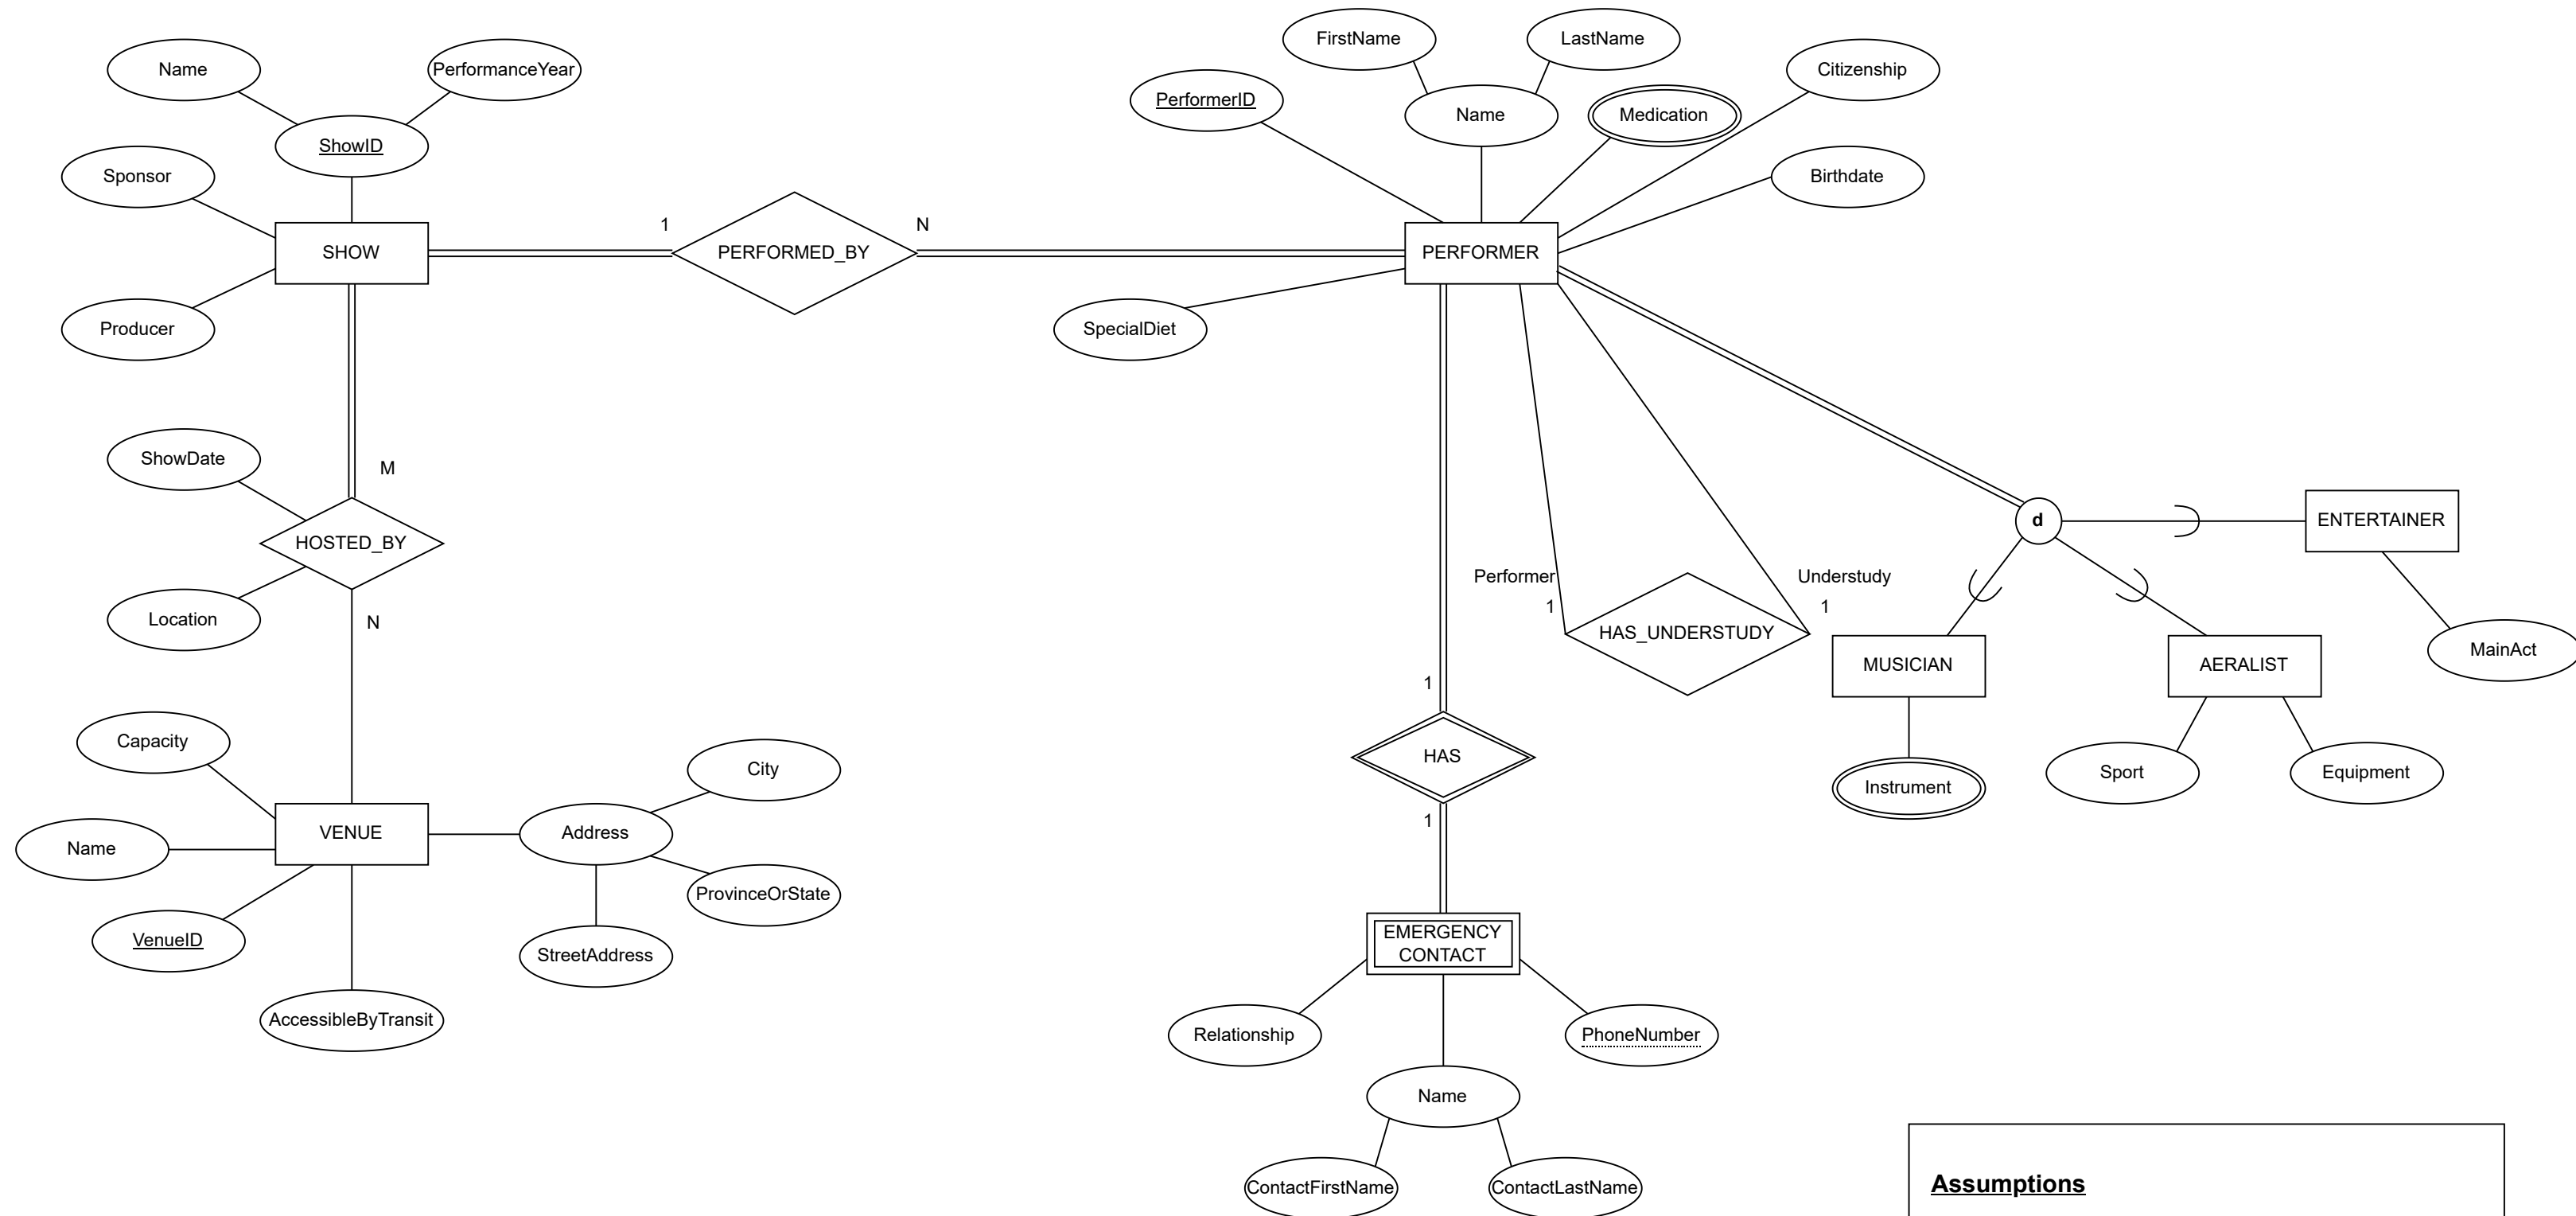 FirstName
LastName
Name
PerformanceYear
Citizenship
PerformerID
Name
Medication
ShowID
Sponsor
Birthdate
1
N
SHOW
PERFORMED_BY
PERFORMER
Producer
SpecialDiet
ShowDate
M
d
ENTERTAINER
HOSTED_BY
Performer
Understudy
1
1
Location
N
HAS_UNDERSTUDY
MainAct
MUSICIAN
AERALIST
1
Capacity
HAS
City
Sport
Equipment
Instrument
1
VENUE
Address
Name
ProvinceOrState
EMERGENCY
CONTACT
VenueID
StreetAddress
AccessibleByTransit
Relationship
PhoneNumber
Name
Assumptions
ContactFirstName
ContactLastName